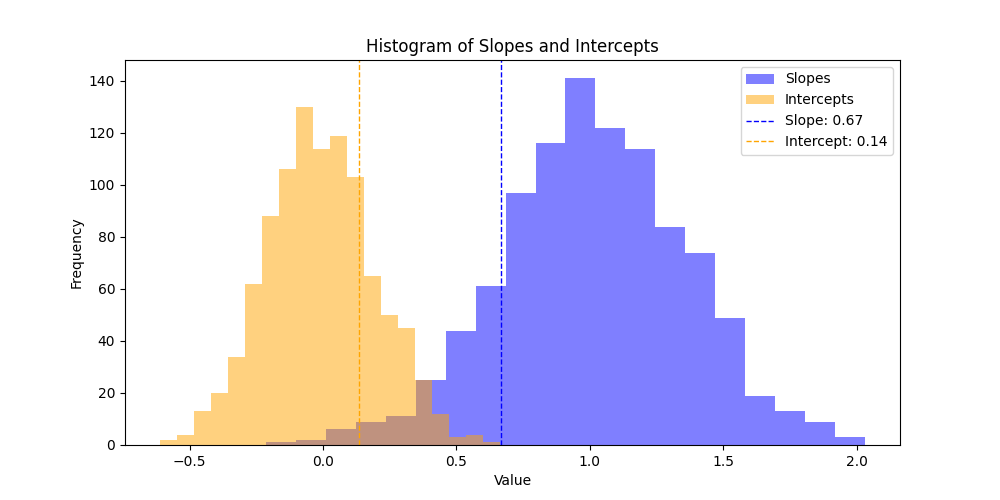 Histogram of Slopes and Intercepts
Slopes
Intercepts
Slope: 0.67
Intercept: 0.14
Frequency
140
120
100
80
60
40
20
0
−0.5 0.0 0.5 1.0 1.5 2.0
Value